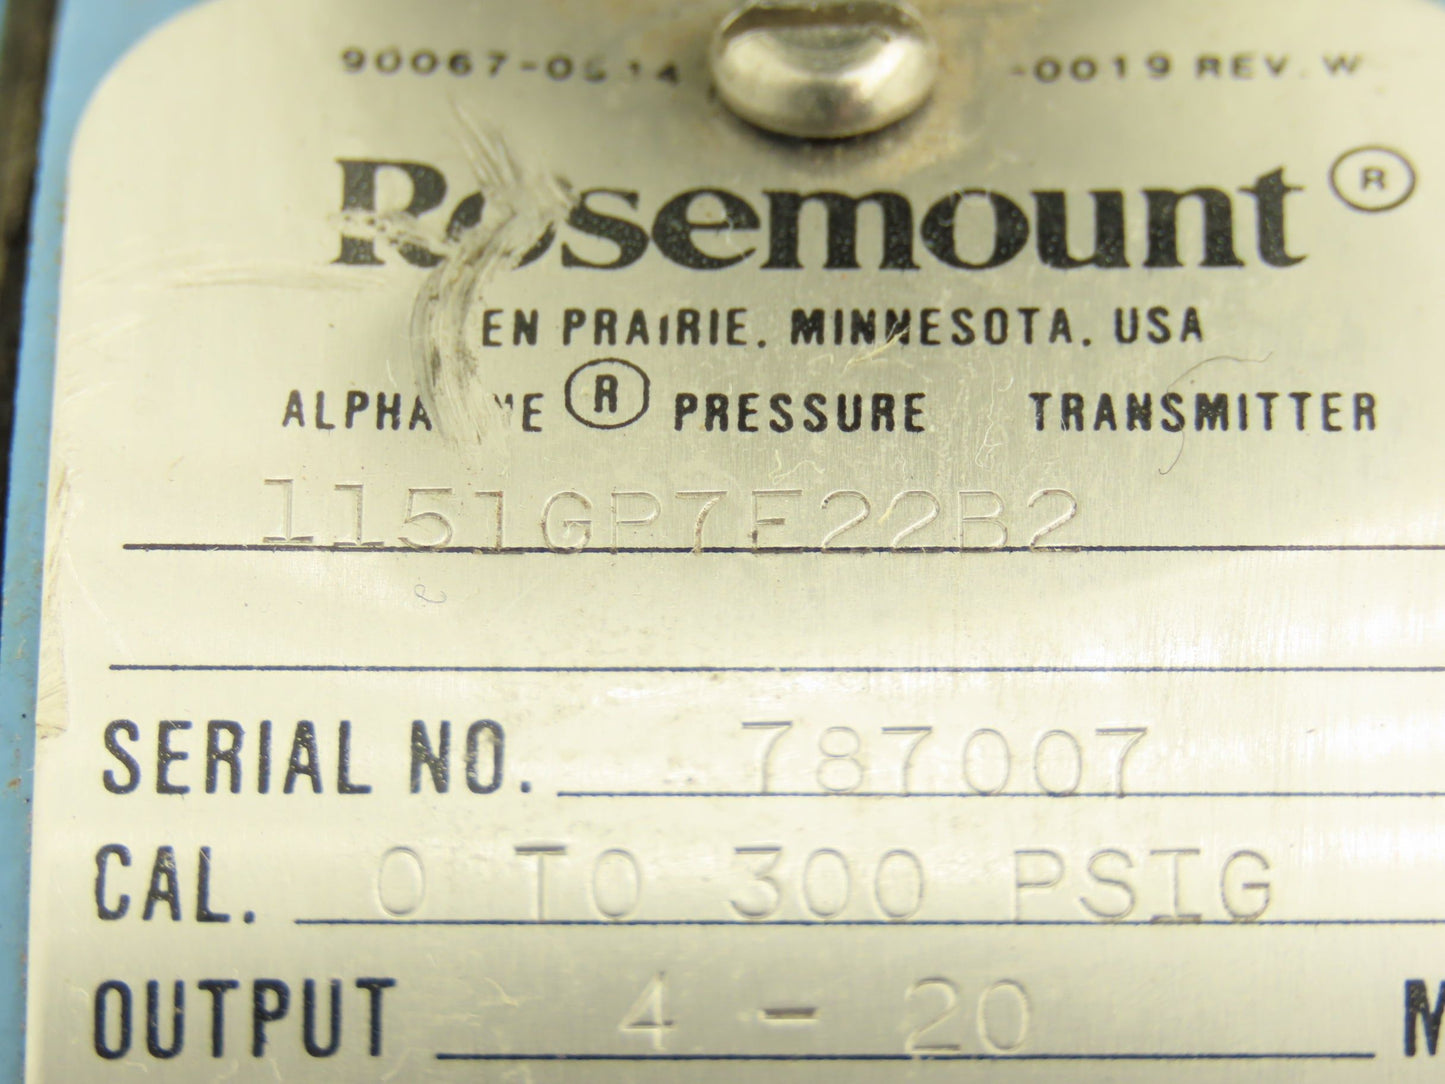 90067-0514 -0019 REV. W
Rosemount ®
EN PRAIRIE, MINNESOTA, USA
® PRESSURE TRANSMITTER
1151GP7E22B2
SERIAL NO. 787007
CAL. 0 TO 300 PSIG
OUTPUT 4 - 20